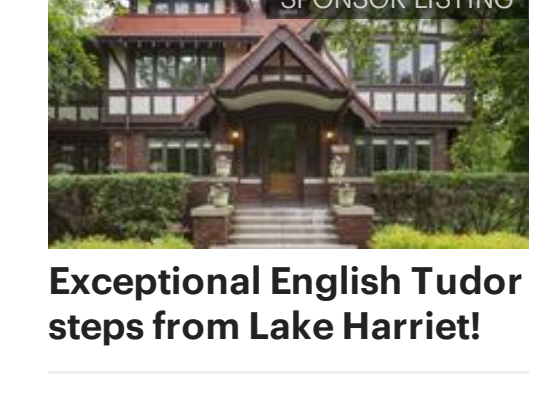 SPONSOR LISTING
Exceptional English Tudor
steps from Lake Harriet!